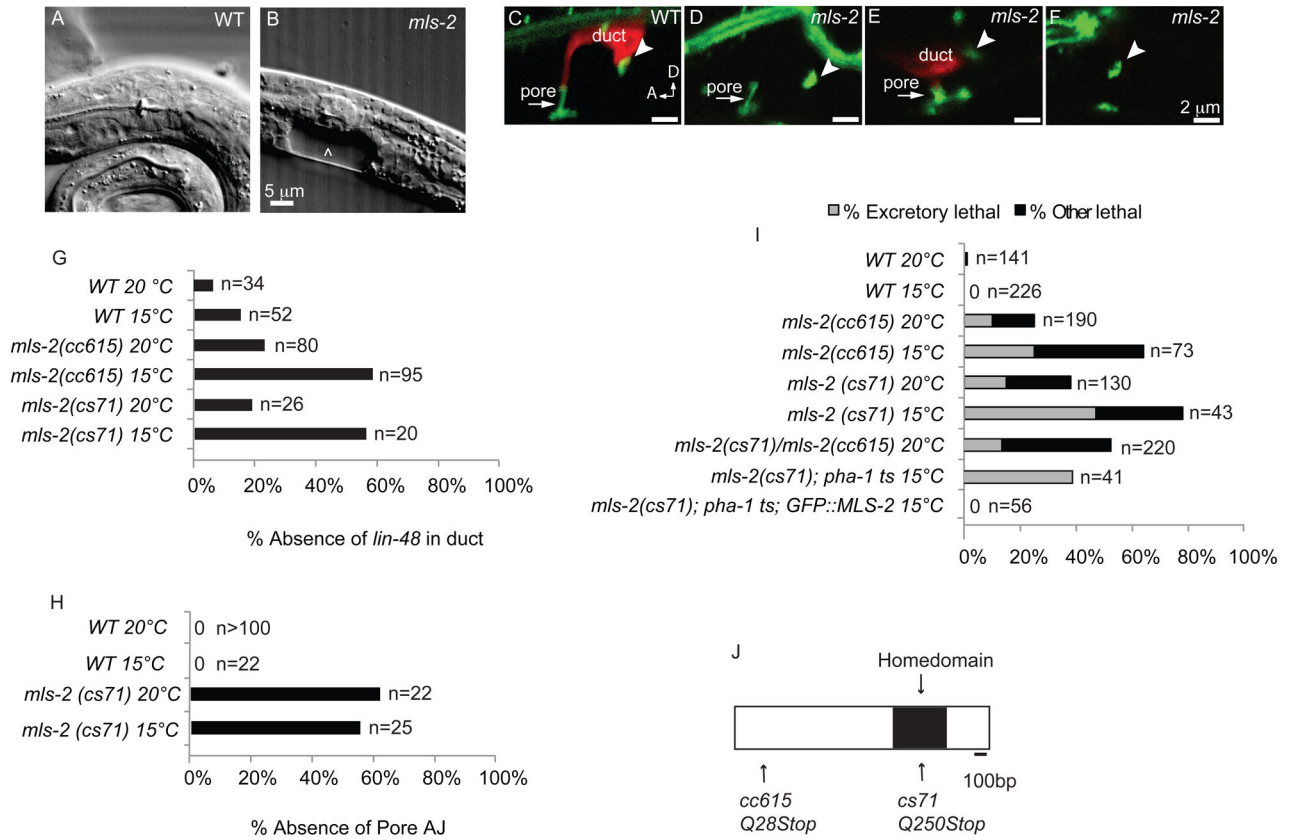 A WT
B mls-2
5 µm
C WT
duct
pore
D
A
D mls-2
pore
E mls-2
duct
pore
F mls-2
2 µm
G
WT 20 °C n=34
WT 15°C n=52
mls-2(cc615) 20°C n=80
mls-2(cc615) 15°C n=95
mls-2(cs71) 20°C n=26
mls-2(cs71) 15°C n=20
0% 20% 40% 60% 80% 100%
% Absence of lin-48 in duct
H
WT 20°C 0 n>100
WT 15°C 0 n=22
mls-2 (cs71) 20°C n=22
mls-2 (cs71) 15°C n=25
0% 20% 40% 60% 80% 100%
% Absence of Pore AJ
% Excretory lethal % Other lethal
I
WT 20°C n=141
WT 15°C 0 n=226
mls-2(cc615) 20°C n=190
mls-2(cc615) 15°C n=73
mls-2 (cs71) 20°C n=130
mls-2 (cs71) 15°C n=43
mls-2(cs71)/mls-2(cc615) 20°C n=220
mls-2(cs71); pha-1 ts 15°C n=41
mls-2(cs71); pha-1 ts; GFP::MLS-2 15°C 0 n=56
0% 20% 40% 60% 80% 100%
J
Homedomain
100bp
cc615 cs71
Q28Stop Q250Stop